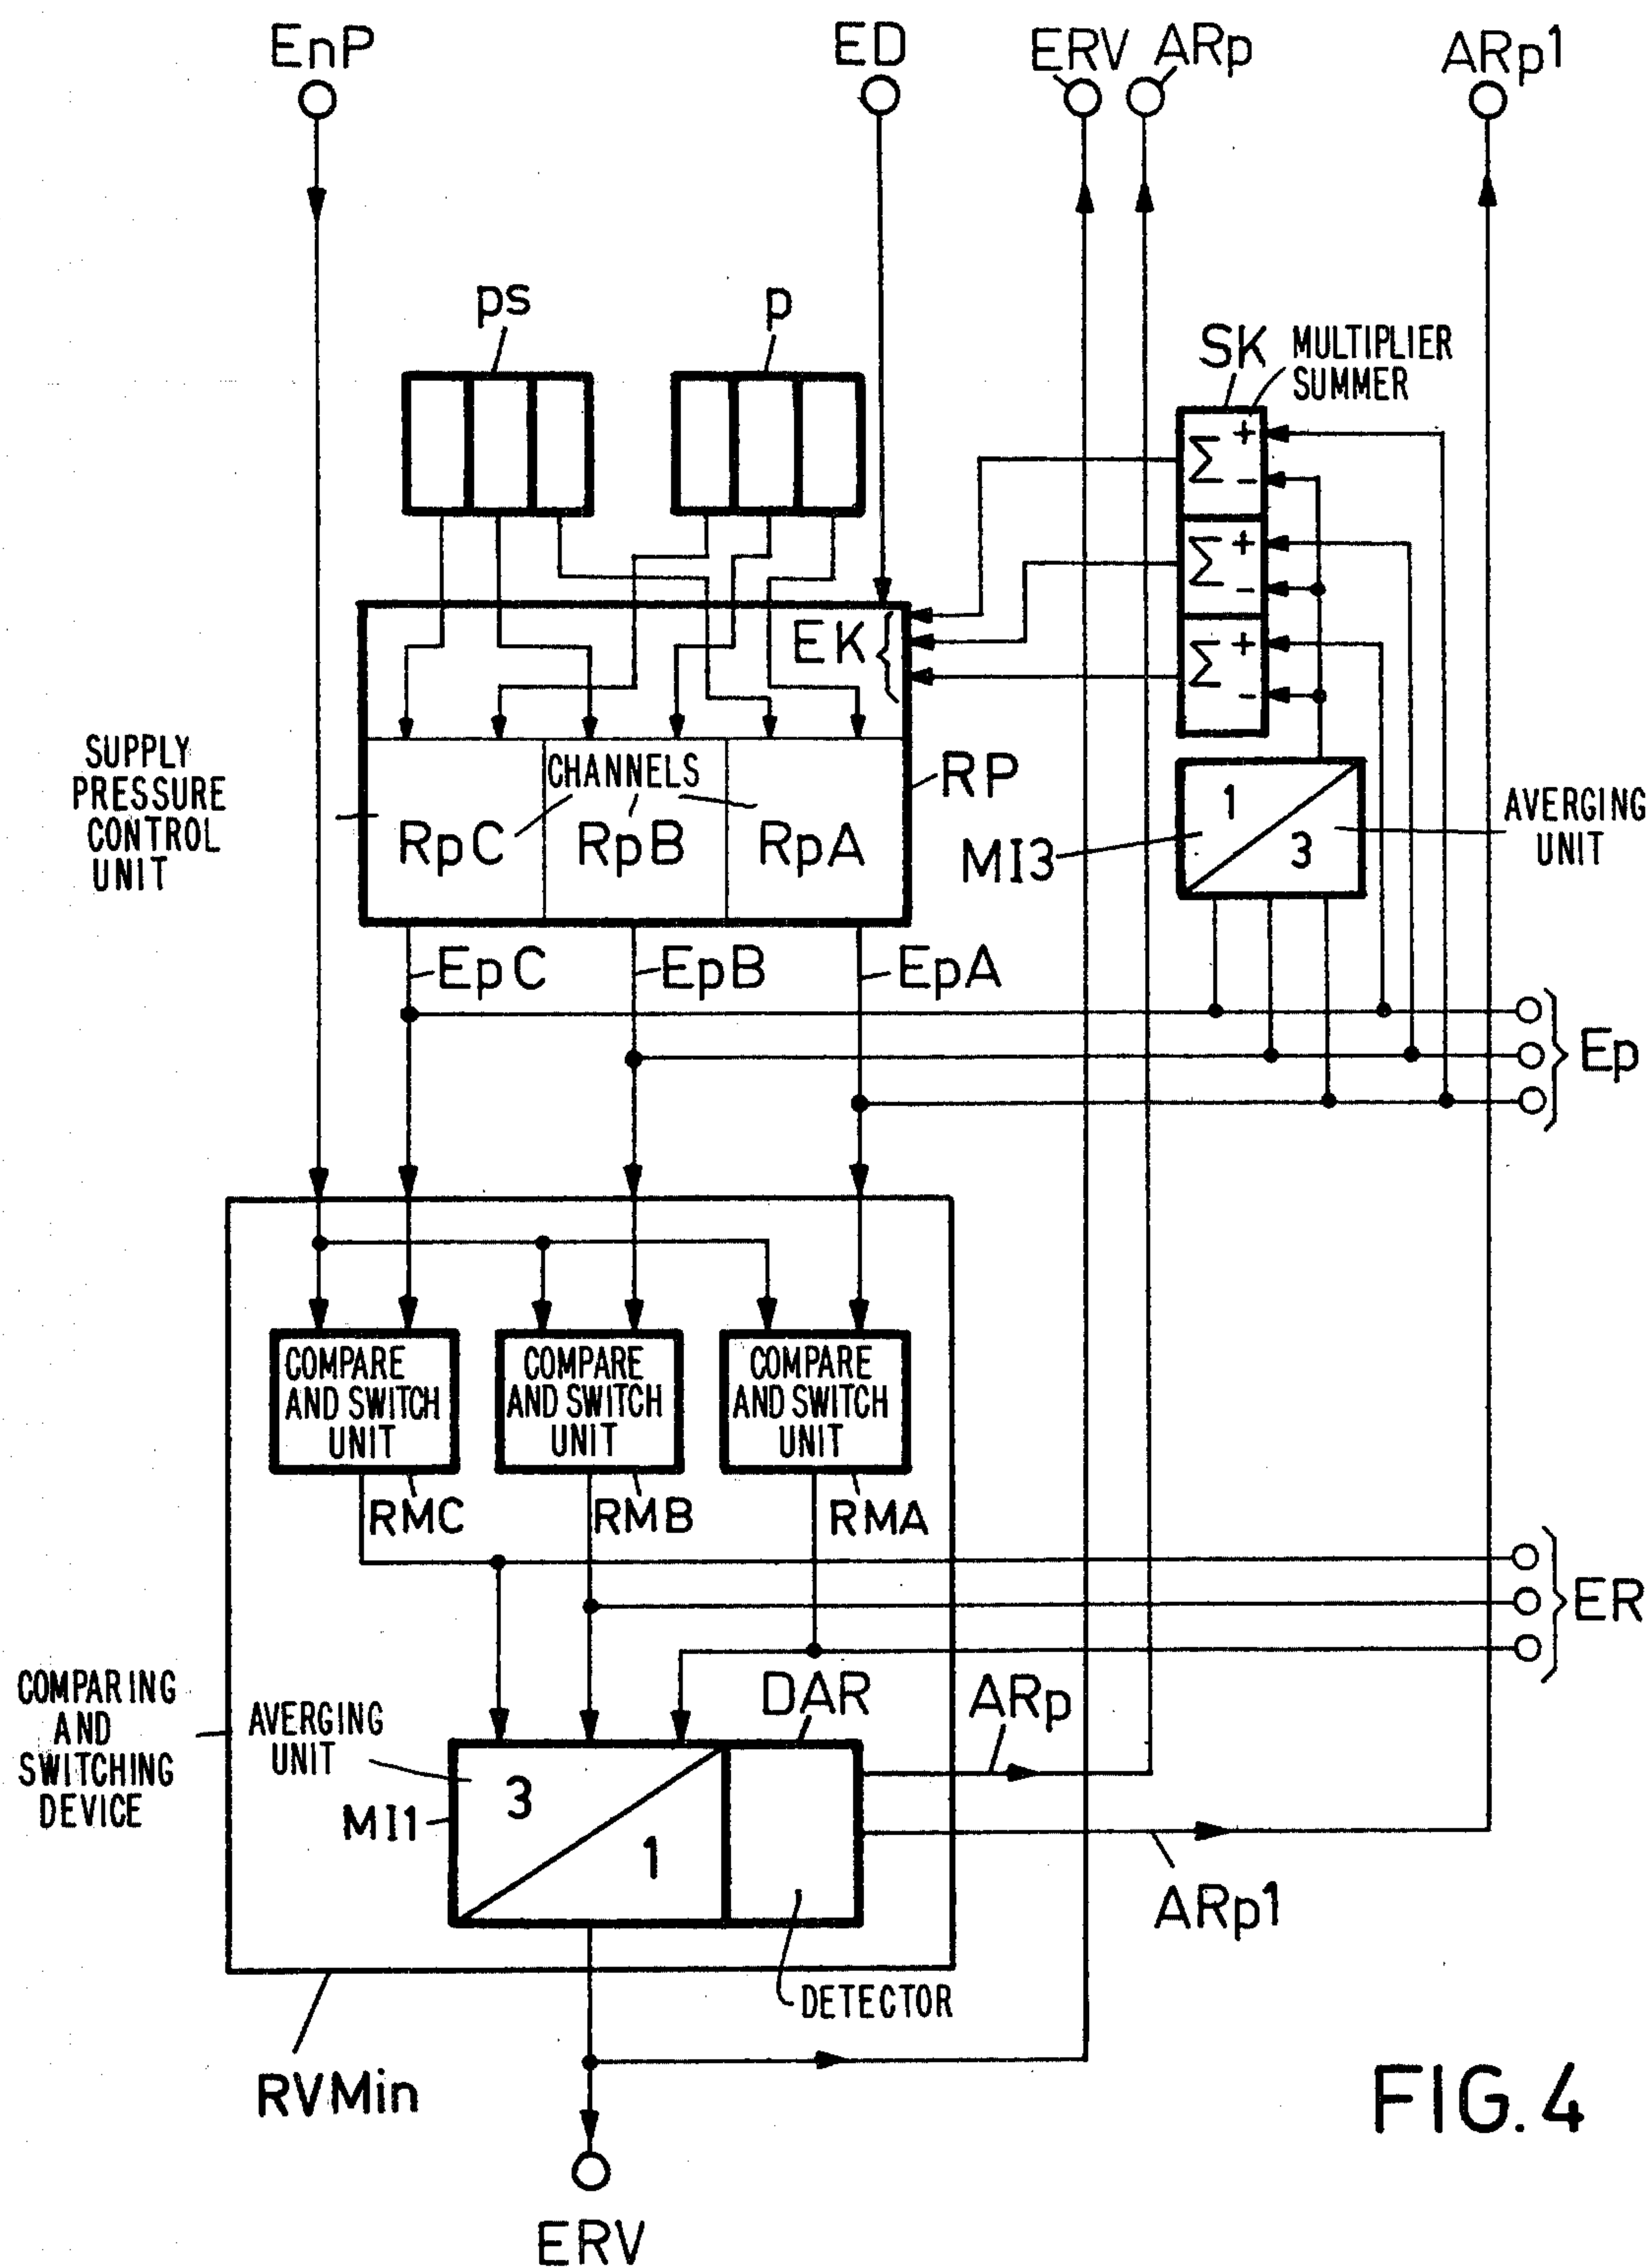 EnP
ED
ERV
ARp
ARp1
ps
p
SK
MULTIPLIER
SUMMER
Σ + -
Σ + -
Σ + -
EK
SUPPLY
PRESSURE
CONTROL
UNIT
CHANNELS
RpC
RpB
RpA
RP
1
3
MI3
AVERGING
UNIT
EpC
EpB
EpA
Ep
COMPARE
AND SWITCH
UNIT
COMPARE
AND SWITCH
UNIT
COMPARE
AND SWITCH
UNIT
RMC
RMB
RMA
ER
COMPARING
AND
SWITCHING
DEVICE
AVERGING
UNIT
MI1
3
1
DAR
ARp
ARp1
DETECTOR
RVMin
ERV
FIG. 4